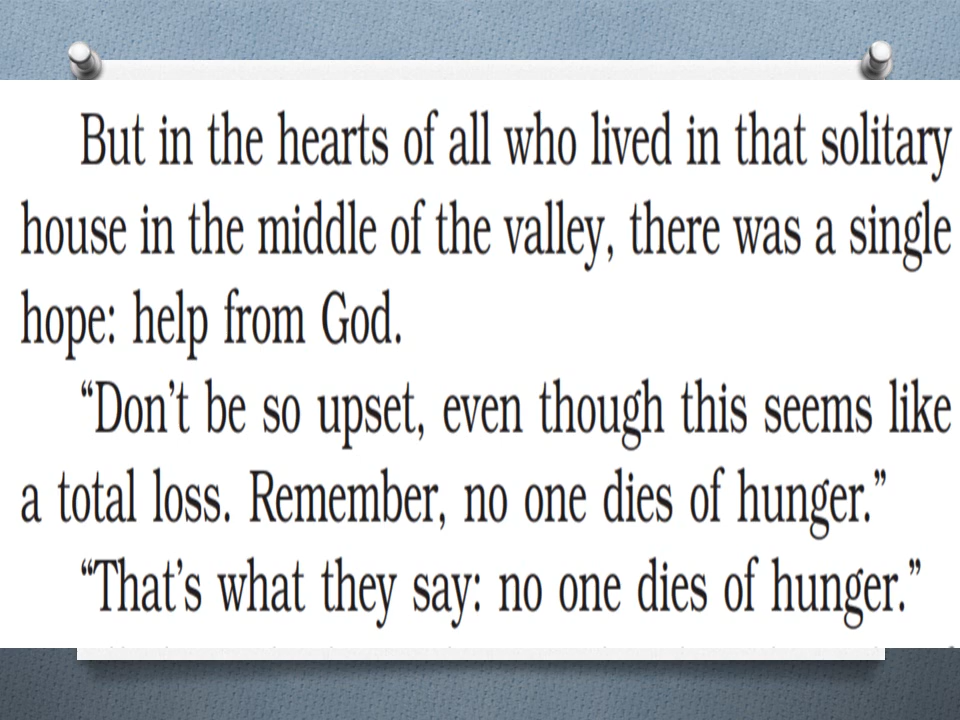 But in the hearts of all who lived in that solitary
house in the middle of the valley, there was a single
hope: help from God.
“Don’t be so upset, even though this seems like
a total loss. Remember, no one dies of hunger.”
“That’s what they say: no one dies of hunger.”